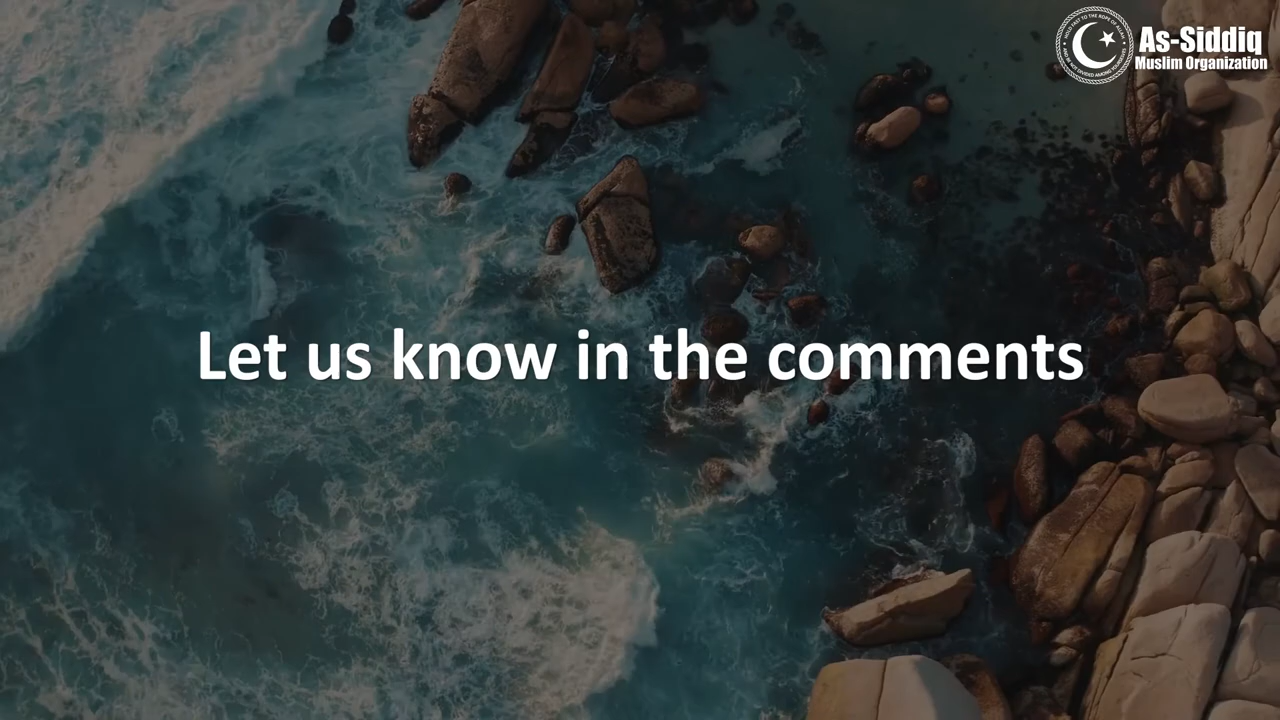 As-Siddiq
Muslim Organization
Let us know in the comments